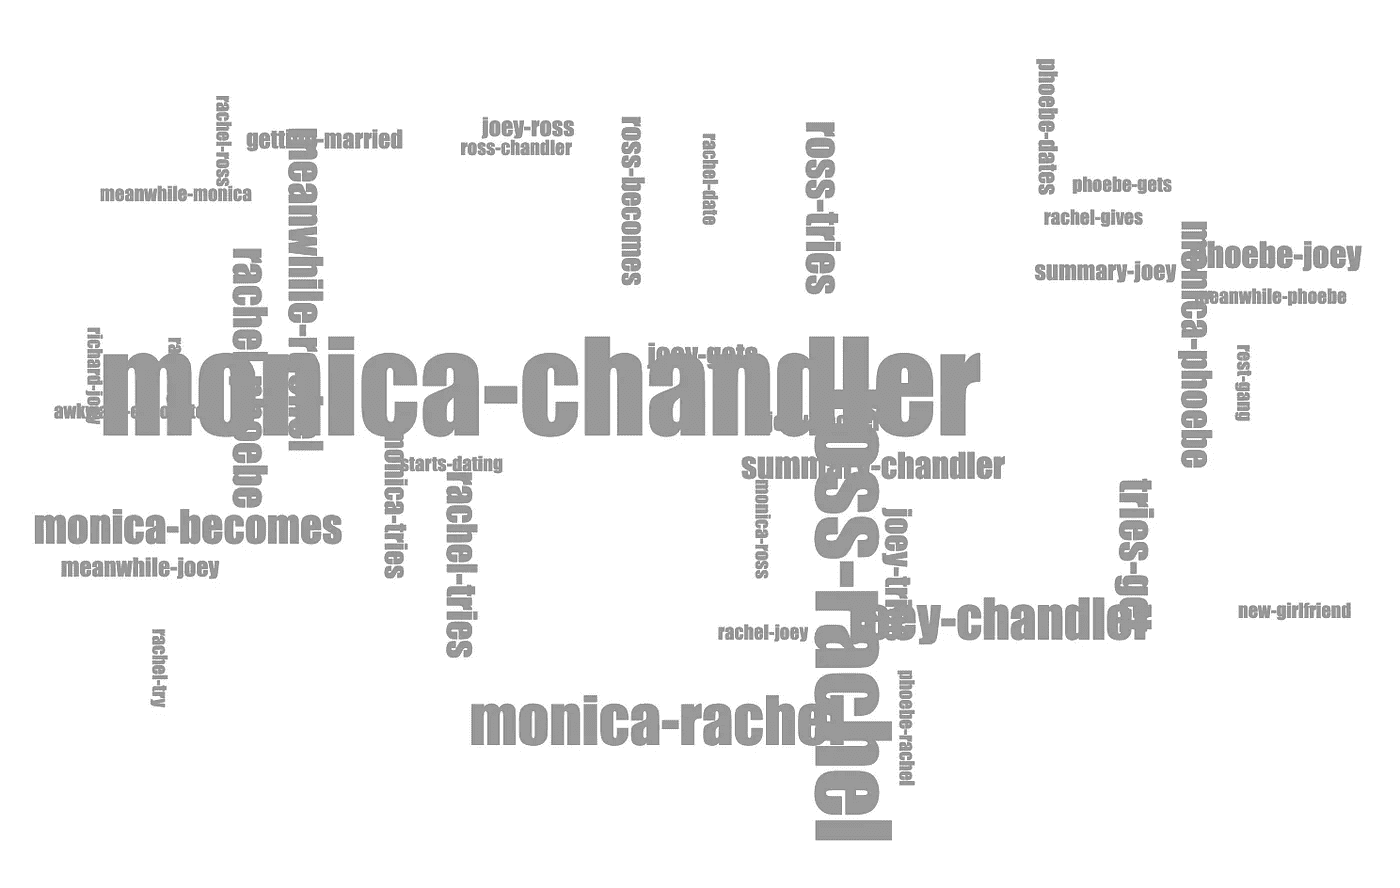 phoebe-dates
rachel-ross
getting-married
joey-ross
ross-chandler
ross-becomes
rachel-date
ross-tries
meanwhile-rachel
meanwhile-monica
phoebe-gets
rachel-gives
monica-phoebe
phoebe-joey
summary-joey
meanwhile-phoebe
rachel-phoebe
richard-joey
monica-chandler
joey-gets
rest-gang
starts-dating
summary-chandler
monica-tries
rachel-tries
monica-ross
ross-rachel
tries-get
monica-becomes
joey-tries
meanwhile-joey
joey-chandler
new-girlfriend
rachel-joey
rachel-try
phoebe-rachel
monica-rachel